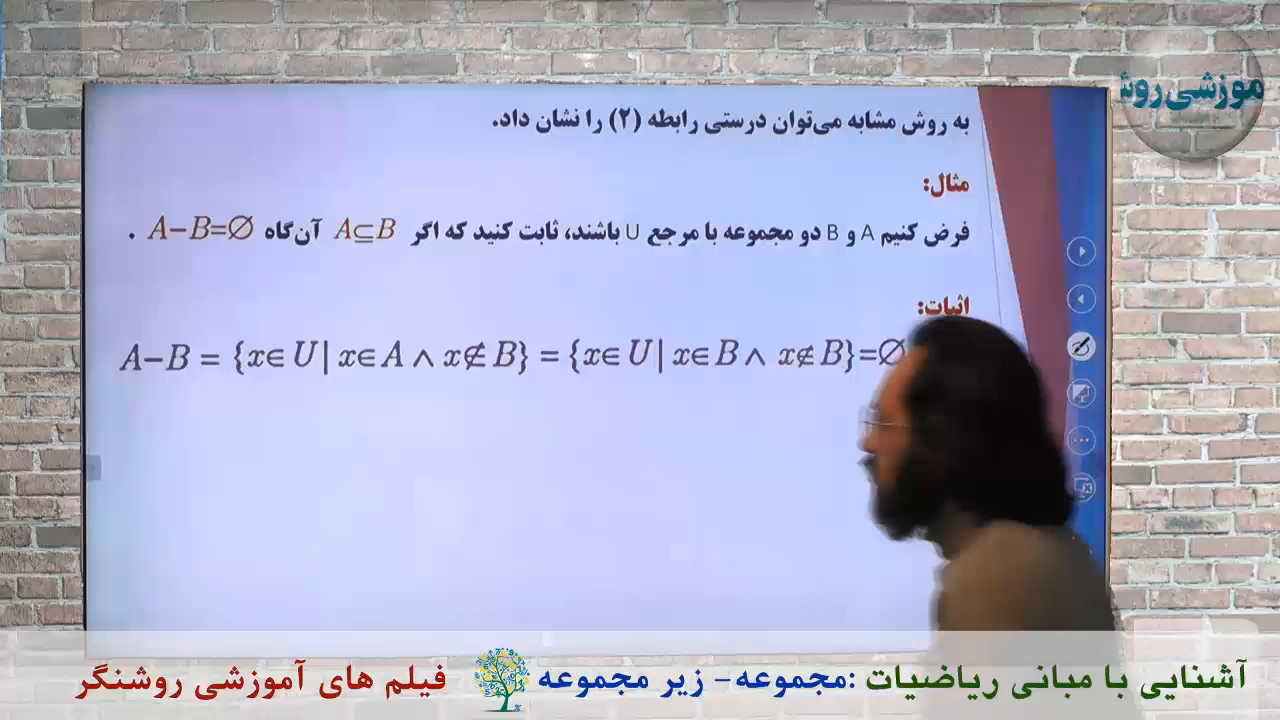 موزشی روش
به روش مشابه می‌توان درستی رابطه (۲) را نشان داد.
مثال:
فرض کنیم A و B دو مجموعه با مرجع U باشند، ثابت کنید که اگر A⊆B آن‌گاه A−B=∅ .
اثبات:
A−B = {x∈U | x∈A ∧ x∉B} = {x∈U | x∈B ∧ x∉B}=∅
آشنایی با مبانی ریاضیات :مجموعه- زیر مجموعه فیلم های آموزشی روشنگر